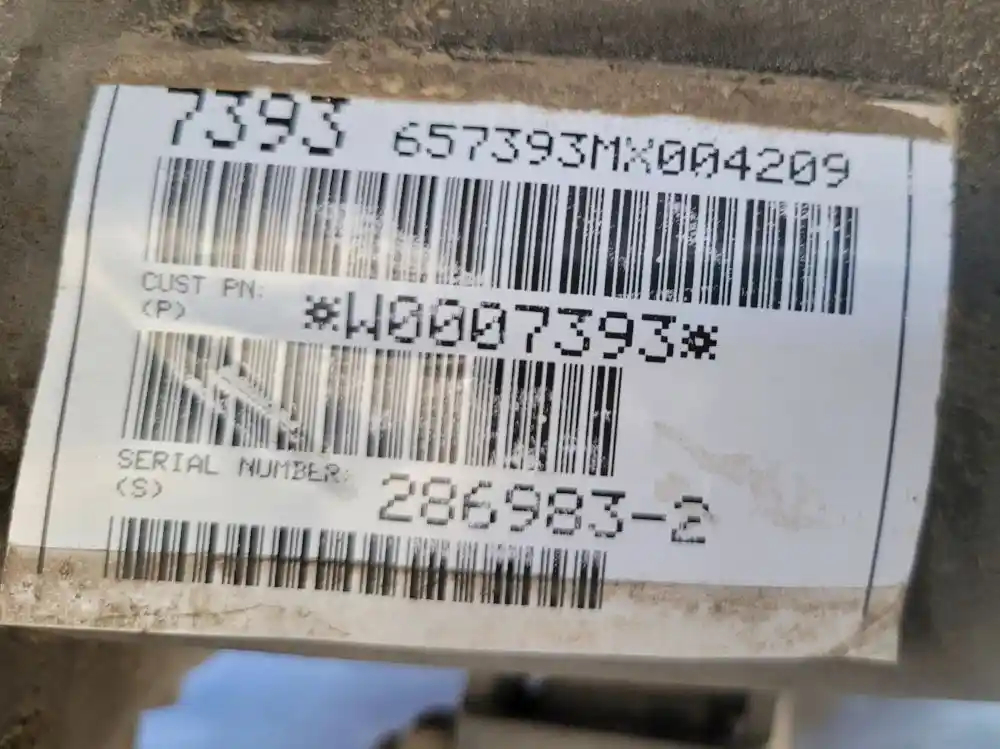 7393 657393MX004209
CUST PN:
(P) *W0007393*
SERIAL NUMBER:
(S) 286983-2